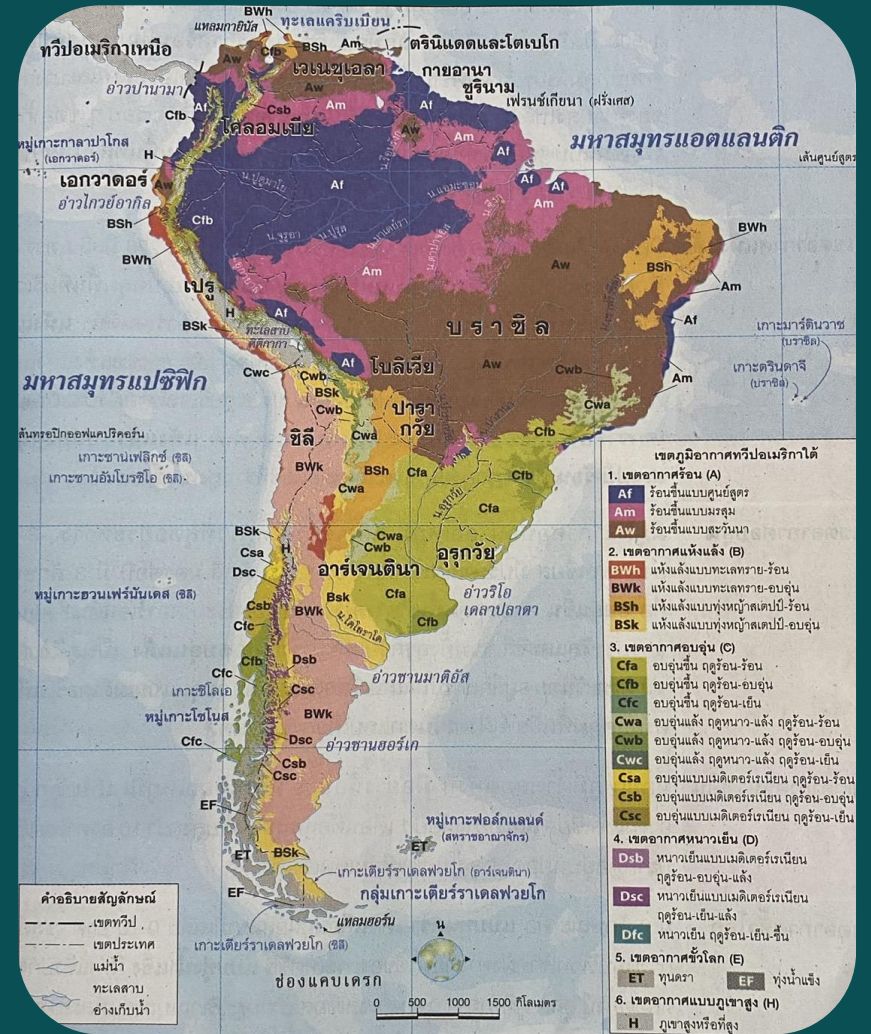 BWh
ทะเลแคริบเบียน
แหลมกายินัส
BSh
Am
ตรินิแดดและโตเบโก
ทวีปอเมริกาเหนือ
Cfb
Aw
เวเนซุเอลา
กายอานา
ซูรินาม
อ่าวปานามา
Aw
เฟรนช์เกียนา (ฝรั่งเศส)
Af
Csb
Am
Af
Cfb
โคลอมเบีย
Aw
Am
มหาสมุทรแอตแลนติก
หมู่เกาะกาลาปาโกส
(เอกวาดอร์)
H
Af
เส้นศูนย์สูตร
เอกวาดอร์
Aw
น.ปูตูมาโย
Af
น.แอมะซอน
Af
Af
อ่าวไกวย์อากิล
Am
BSh
Cfb
น.จูรูอา
น.ปูรุส
BWh
BWh
Am
Aw
BSh
เปรู
Am
H
Af
Af
BSk
ทะเลสาบ
ติติกากา
บราซิล
เกาะมาร์ตินวาซ
(บราซิล)
Af
โบลิเวีย
Aw
เกาะตรินดาจี
(บราซิล)
มหาสมุทรแปซิฟิก
Cwc
Cwb
Cwb
Am
BSk
Cwb
ปารา
กวัย
Cwa
เส้นทรอปิกออฟแคปริคอร์น
ชิลี
Cwa
Cfb
เกาะซานเฟลิกซ์ (ชิลี)
BWk
BSh
Cfa
Cfb
เกาะซานอัมโบรซิโอ (ชิลี)
Cwa
น.อุรุกวัย
Cfa
BSk
Cwa
H
Cwb
Csa
อุรุกวัย
Dsc
อาร์เจนตินา
หมู่เกาะฮวนเฟร์นันเดส (ชิลี)
Bsk
Cfa
อ่าวริโอ
เดลาปลาตา
Csb
BWk
Cfc
น.โคโลราโด
Cfb
Cfb
Dsb
Cfc
อ่าวซานมาติอัส
เกาะชิโลเอ
Csc
หมู่เกาะโชโนส
BWk
Cfc
Dsc
อ่าวซานฮอร์เก
Csb
Csc
EF
หมู่เกาะฟอล์กแลนด์
(สหราชอาณาจักร)
ET
ET
BSk
เกาะเตียร์ราเดลฟวยโก (อาร์เจนตินา)
EF
กลุ่มเกาะเตียร์ราเดลฟวยโก
แหลมฮอร์น
เกาะเตียร์ราเดลฟวยโก (ชิลี)
น
ช่องแคบเดรก
0 500 1000 1500 กิโลเมตร
คำอธิบายสัญลักษณ์
เขตทวีป
เขตประเทศ
แม่น้ำ
ทะเลสาบ
อ่างเก็บน้ำ
เขตภูมิอากาศทวีปอเมริกาใต้
1. เขตอากาศร้อน (A)
Af ร้อนชื้นแบบศูนย์สูตร
Am ร้อนชื้นแบบมรสุม
Aw ร้อนชื้นแบบสะวันนา
2. เขตอากาศแห้งแล้ง (B)
BWh แห้งแล้งแบบทะเลทราย-ร้อน
BWk แห้งแล้งแบบทะเลทราย-อบอุ่น
BSh แห้งแล้งแบบทุ่งหญ้าสเตปป์-ร้อน
BSk แห้งแล้งแบบทุ่งหญ้าสเตปป์-อบอุ่น
3. เขตอากาศอบอุ่น (C)
Cfa อบอุ่นชื้น ฤดูร้อน-ร้อน
Cfb อบอุ่นชื้น ฤดูร้อน-อบอุ่น
Cfc อบอุ่นชื้น ฤดูร้อน-เย็น
Cwa อบอุ่นแล้ง ฤดูหนาว-แล้ง ฤดูร้อน-ร้อน
Cwb อบอุ่นแล้ง ฤดูหนาว-แล้ง ฤดูร้อน-อบอุ่น
Cwc อบอุ่นแล้ง ฤดูหนาว-แล้ง ฤดูร้อน-เย็น
Csa อบอุ่นแบบเมดิเตอร์เรเนียน ฤดูร้อน-ร้อน
Csb อบอุ่นแบบเมดิเตอร์เรเนียน ฤดูร้อน-อบอุ่น
Csc อบอุ่นแบบเมดิเตอร์เรเนียน ฤดูร้อน-เย็น
4. เขตอากาศหนาวเย็น (D)
Dsb หนาวเย็นแบบเมดิเตอร์เรเนียน
ฤดูร้อน-อบอุ่น-แล้ง
Dsc หนาวเย็นแบบเมดิเตอร์เรเนียน
ฤดูร้อน-เย็น-แล้ง
Dfc หนาวเย็น ฤดูร้อน-เย็น-ชื้น
5. เขตอากาศขั้วโลก (E)
ET ทุนดรา EF ทุ่งน้ำแข็ง
6. เขตอากาศแบบภูเขาสูง (H)
H ภูเขาสูงหรือที่สูง